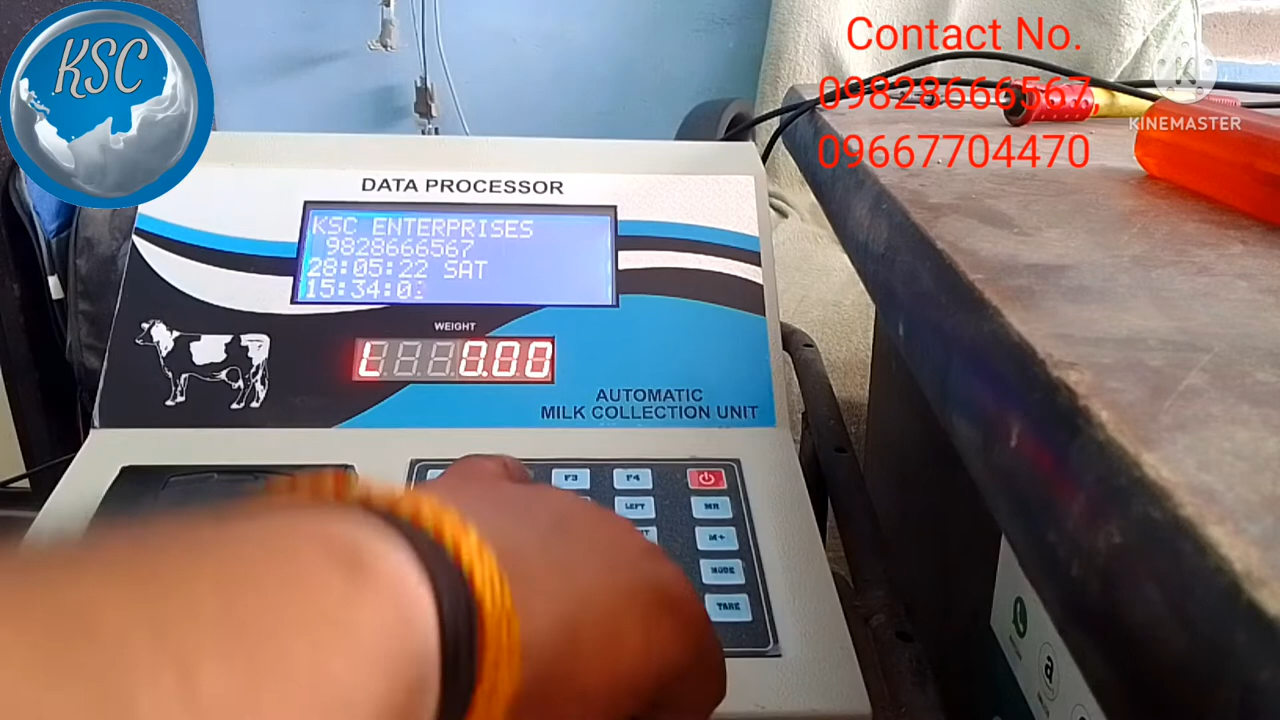 KSC
Contact No.
09828666567,
09667704470
KINEMASTER
DATA PROCESSOR
KSC ENTERPRISES
9828666567
28:05:22 SAT
15:34:0
WEIGHT
t 0.00
AUTOMATIC
MILK COLLECTION UNIT
F3 F4
LEFT MR
M+
MODE
TARE
a